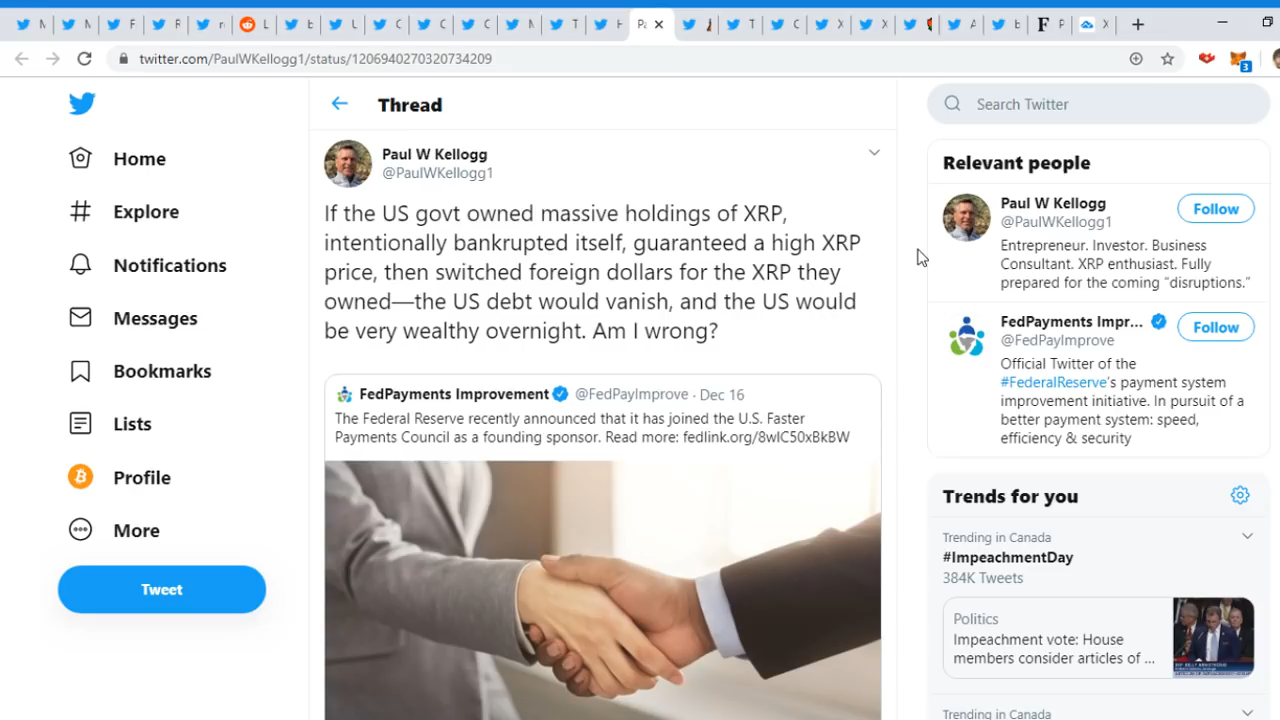 twitter.com/PaulWKellogg1/status/1206940270320734209
3
Home
Explore
Notifications
Messages
Bookmarks
Lists
Profile
More
Tweet
Thread
Paul W Kellogg
@PaulWKellogg1
If the US govt owned massive holdings of XRP,
intentionally bankrupted itself, guaranteed a high XRP
price, then switched foreign dollars for the XRP they
owned—the US debt would vanish, and the US would
be very wealthy overnight. Am I wrong?
FedPayments Improvement @FedPayImprove · Dec 16
The Federal Reserve recently announced that it has joined the U.S. Faster
Payments Council as a founding sponsor. Read more: fedlink.org/8wIC50xBkBW
Search Twitter
Relevant people
Paul W Kellogg
@PaulWKellogg1
Follow
Entrepreneur. Investor. Business
Consultant. XRP enthusiast. Fully
prepared for the coming “disruptions.”
FedPayments Impr...
@FedPayImprove
Follow
Official Twitter of the
#FederalReserve’s payment system
improvement initiative. In pursuit of a
better payment system: speed,
efficiency & security
Trends for you
Trending in Canada
#ImpeachmentDay
384K Tweets
Politics
Impeachment vote: House
members consider articles of ...
Trending in Canada